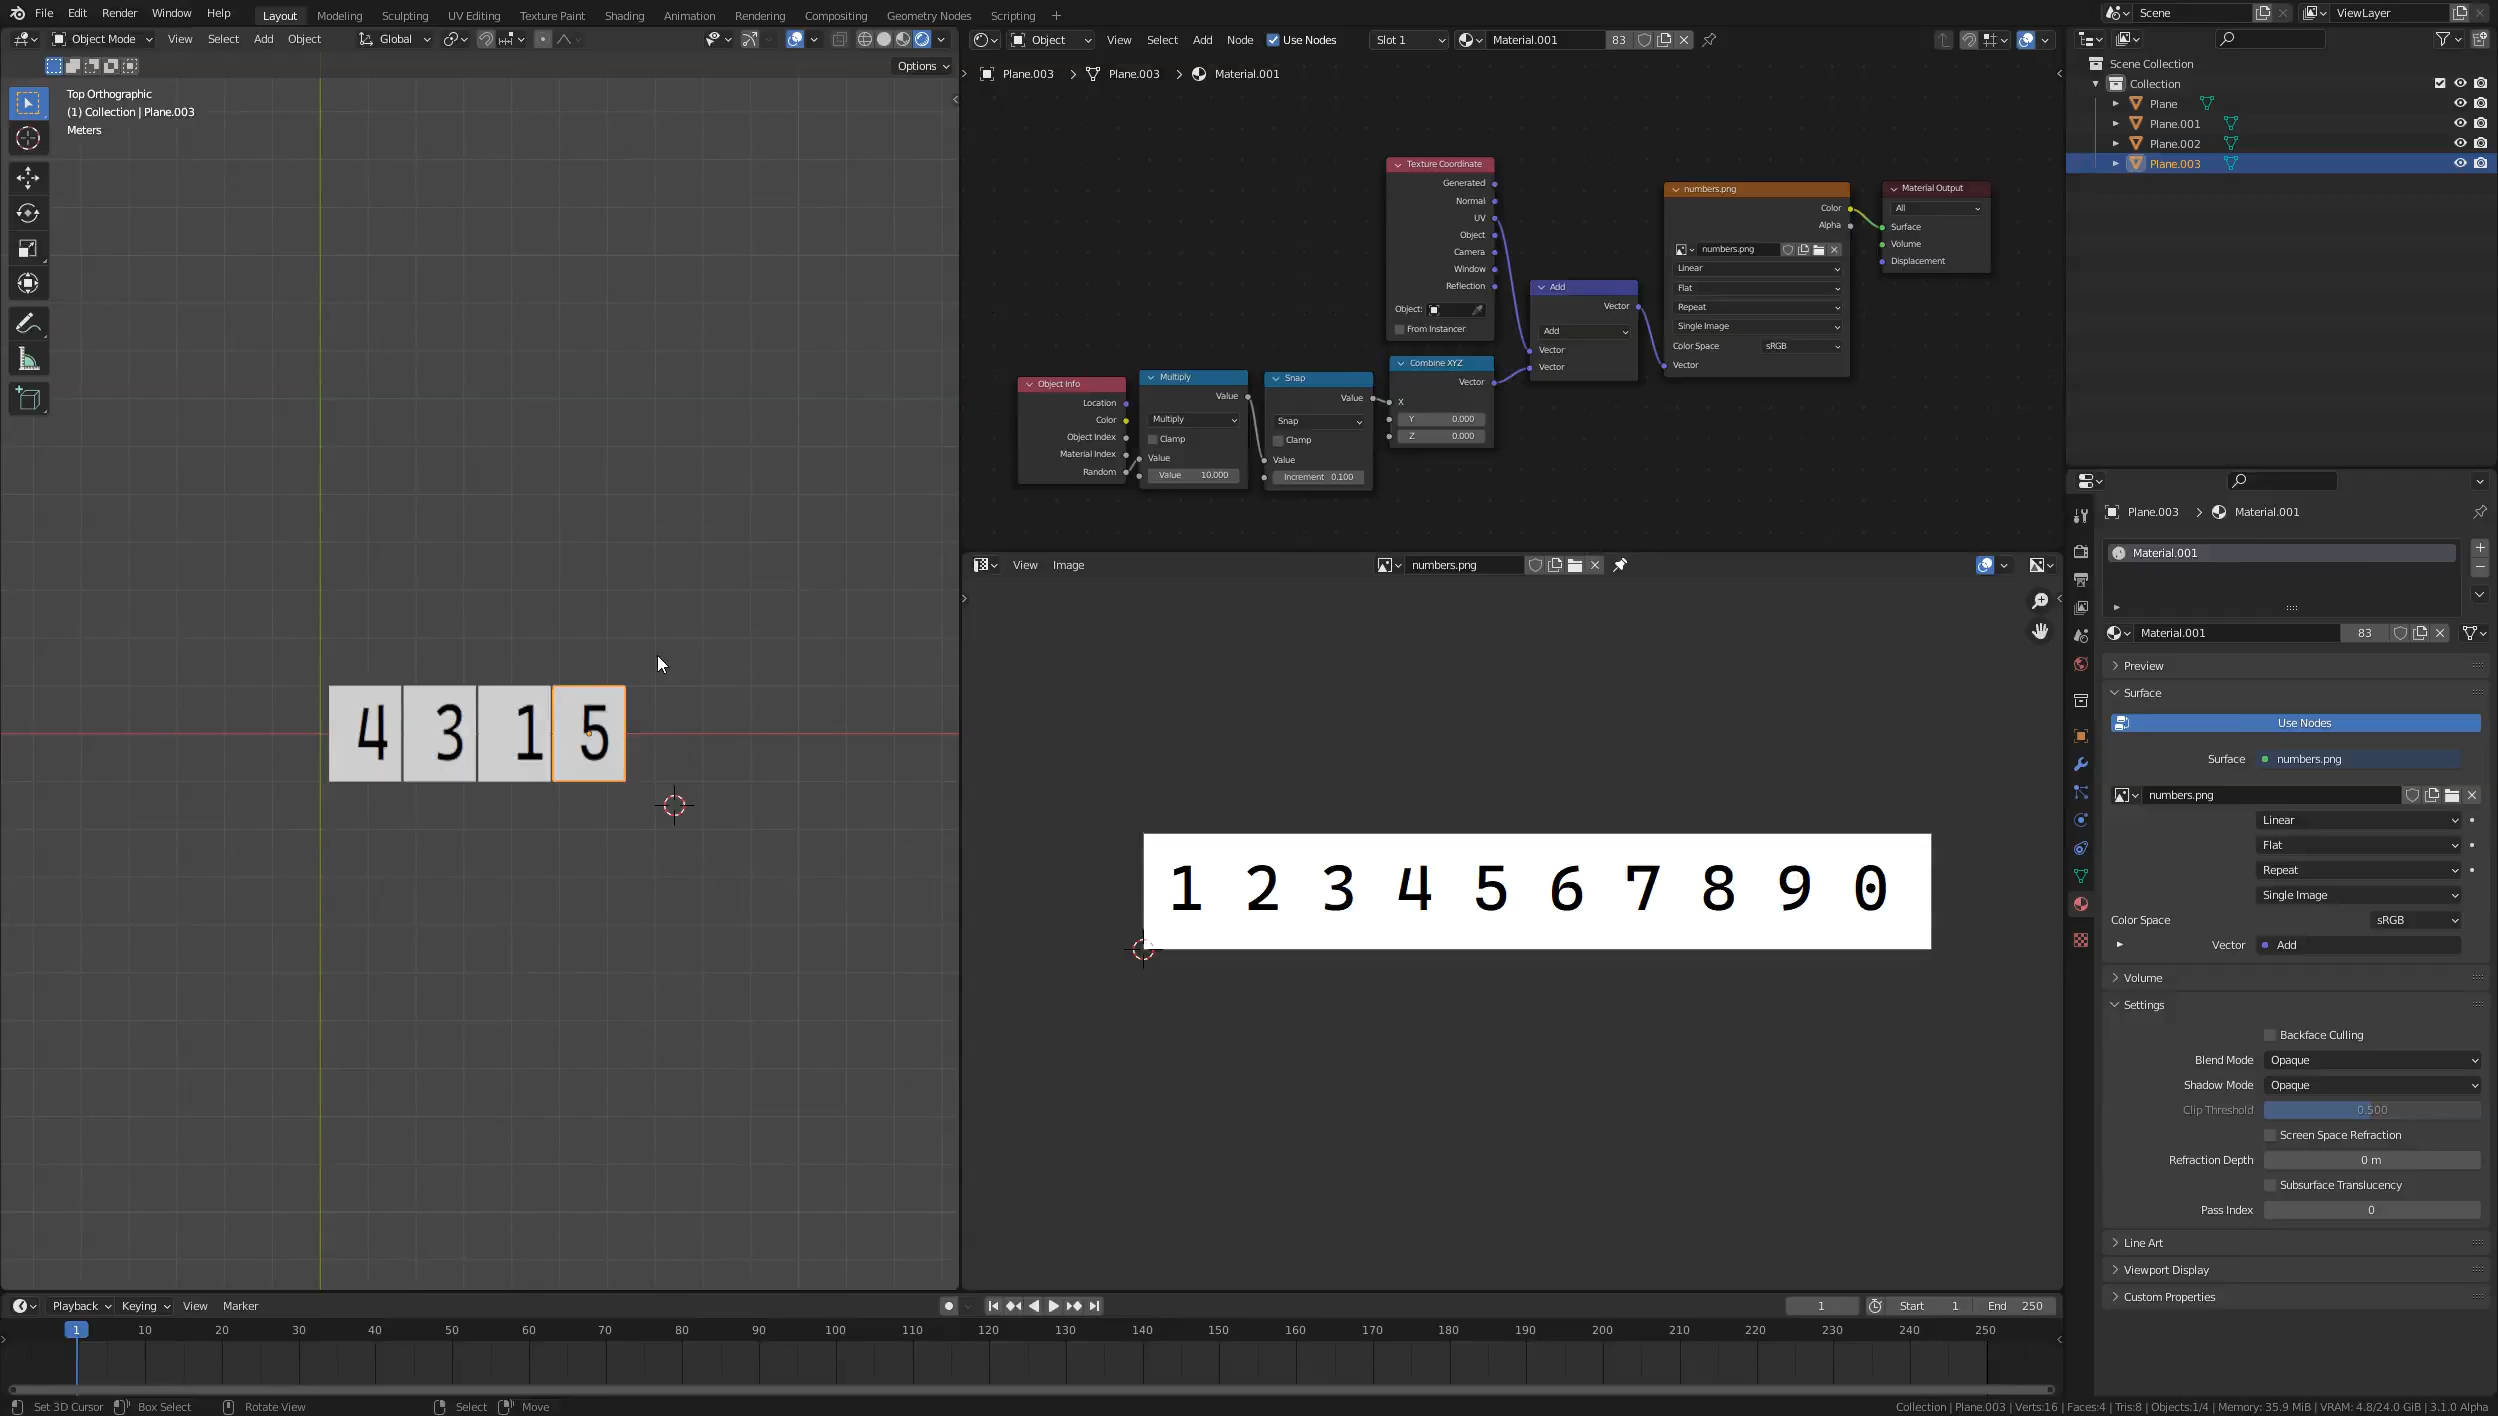 File Edit Render Window Help Layout Modeling Sculpting UV Editing Texture Paint Shading Animation Rendering Compositing Geometry Nodes Scripting + Scene ViewLayer
Object Mode View Select Add Object Global
Options
Top Orthographic
(1) Collection | Plane.003
Meters
4 3 1 5
Object View Select Add Node Use Nodes Slot 1 Material.001 83
Plane.003 > Plane.003 > Material.001
Texture Coordinate
Generated
Normal
UV
Object
Camera
Window
Reflection
Object:
From Instancer
Object Info
Location
Color
Object Index
Material Index
Random
Multiply
Value
Multiply
Clamp
Value
Value 10.000
Snap
Value
Snap
Clamp
Value
Increment 0.100
Combine XYZ
Vector
X
Y 0.000
Z 0.000
Add
Vector
Add
Vector
Vector
numbers.png
Color
Alpha
numbers.png
Linear
Flat
Repeat
Single Image
Color Space sRGB
Vector
Material Output
All
Surface
Volume
Displacement
View Image numbers.png
1 2 3 4 5 6 7 8 9 0
Scene Collection
Collection
Plane
Plane.001
Plane.002
Plane.003
Plane.003 > Material.001
Material.001
Material.001 83
Preview
Surface
Use Nodes
Surface numbers.png
numbers.png
Linear
Flat
Repeat
Single Image
Color Space sRGB
Vector Add
Volume
Settings
Backface Culling
Blend Mode Opaque
Shadow Mode Opaque
Clip Threshold 0.500
Screen Space Refraction
Refraction Depth 0 m
Subsurface Translucency
Pass Index 0
Line Art
Viewport Display
Custom Properties
Playback Keying View Marker 1 Start 1 End 250
1 10 20 30 40 50 60 70 80 90 100 110 120 130 140 150 160 170 180 190 200 210 220 230 240 250
Set 3D Cursor Box Select Rotate View Select Move Collection | Plane.003 | Verts:16 | Faces:4 | Tris:8 | Objects:1/4 | Memory: 35.9 MiB | VRAM: 4.8/24.0 GiB | 3.1.0 Alpha